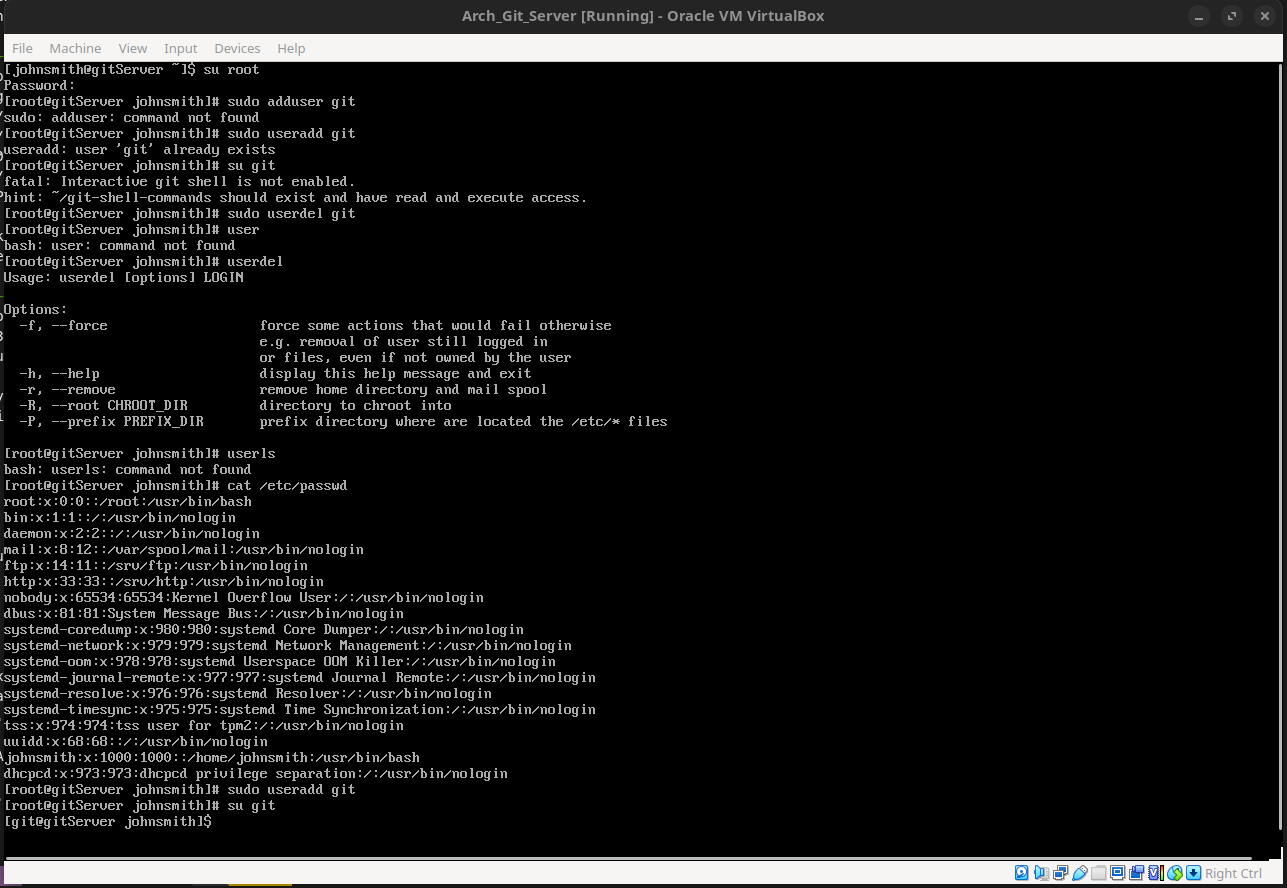 Arch_Git_Server [Running] - Oracle VM VirtualBox
File Machine View Input Devices Help
[johnsmith@gitServer ~]$ su root
Password:
[root@gitServer johnsmith]# sudo adduser git
sudo: adduser: command not found
[root@gitServer johnsmith]# sudo useradd git
useradd: user 'git' already exists
[root@gitServer johnsmith]# su git
fatal: Interactive git shell is not enabled.
hint: ~/git-shell-commands should exist and have read and execute access.
[root@gitServer johnsmith]# sudo userdel git
[root@gitServer johnsmith]# user
bash: user: command not found
[root@gitServer johnsmith]# userdel
Usage: userdel [options] LOGIN
Options:
-f, --force force some actions that would fail otherwise
e.g. removal of user still logged in
or files, even if not owned by the user
-h, --help display this help message and exit
-r, --remove remove home directory and mail spool
-R, --root CHROOT_DIR directory to chroot into
-P, --prefix PREFIX_DIR prefix directory where are located the /etc/* files
[root@gitServer johnsmith]# userls
bash: userls: command not found
[root@gitServer johnsmith]# cat /etc/passwd
root:x:0:0::/root:/usr/bin/bash
bin:x:1:1::/:/usr/bin/nologin
daemon:x:2:2::/:/usr/bin/nologin
mail:x:8:12::/var/spool/mail:/usr/bin/nologin
ftp:x:14:11::/srv/ftp:/usr/bin/nologin
http:x:33:33::/srv/http:/usr/bin/nologin
nobody:x:65534:65534:Kernel Overflow User:/:/usr/bin/nologin
dbus:x:81:81:System Message Bus:/:/usr/bin/nologin
systemd-coredump:x:980:980:systemd Core Dumper:/:/usr/bin/nologin
systemd-network:x:979:979:systemd Network Management:/:/usr/bin/nologin
systemd-oom:x:978:978:systemd Userspace OOM Killer:/:/usr/bin/nologin
systemd-journal-remote:x:977:977:systemd Journal Remote:/:/usr/bin/nologin
systemd-resolve:x:976:976:systemd Resolver:/:/usr/bin/nologin
systemd-timesync:x:975:975:systemd Time Synchronization:/:/usr/bin/nologin
tss:x:974:974:tss user for tpm2:/:/usr/bin/nologin
uuidd:x:68:68::/:/usr/bin/nologin
johnsmith:x:1000:1000::/home/johnsmith:/usr/bin/bash
dhcpcd:x:973:973:dhcpcd privilege separation:/:/usr/bin/nologin
[root@gitServer johnsmith]# sudo useradd git
[root@gitServer johnsmith]# su git
[git@gitServer johnsmith]$
Right Ctrl